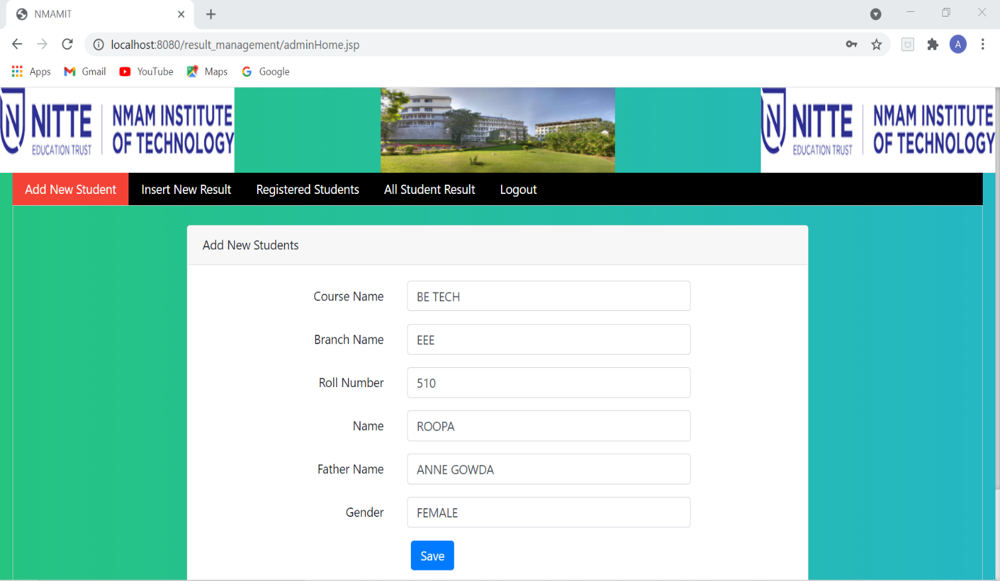 NMAMIT
localhost:8080/result_management/adminHome.jsp
A
Apps Gmail YouTube Maps Google
NITTE
EDUCATION TRUST
NMAM INSTITUTE
OF TECHNOLOGY
NITTE
EDUCATION TRUST
NMAM INSTITUTE
OF TECHNOLOGY
Add New Student Insert New Result Registered Students All Student Result Logout
Add New Students
Course Name BE TECH
Branch Name EEE
Roll Number 510
Name ROOPA
Father Name ANNE GOWDA
Gender FEMALE
Save